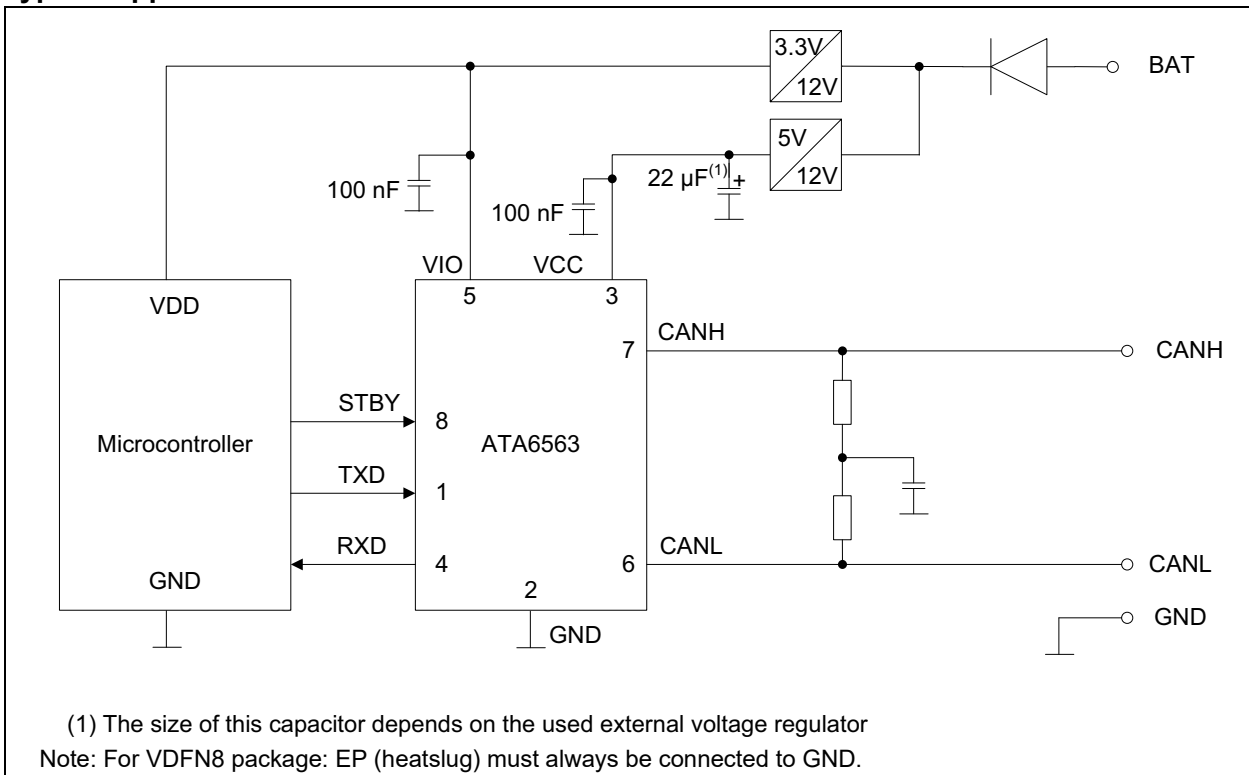 3.3V
12V
BAT
5V
12V
22 µF(1)
+
100 nF
100 nF
VIO
VCC
5
3
VDD
7
CANH
CANH
STBY
8
Microcontroller
ATA6563
TXD
1
RXD
4
6
CANL
CANL
GND
2
GND
GND
(1) The size of this capacitor depends on the used external voltage regulator
Note: For VDFN8 package: EP (heatslug) must always be connected to GND.